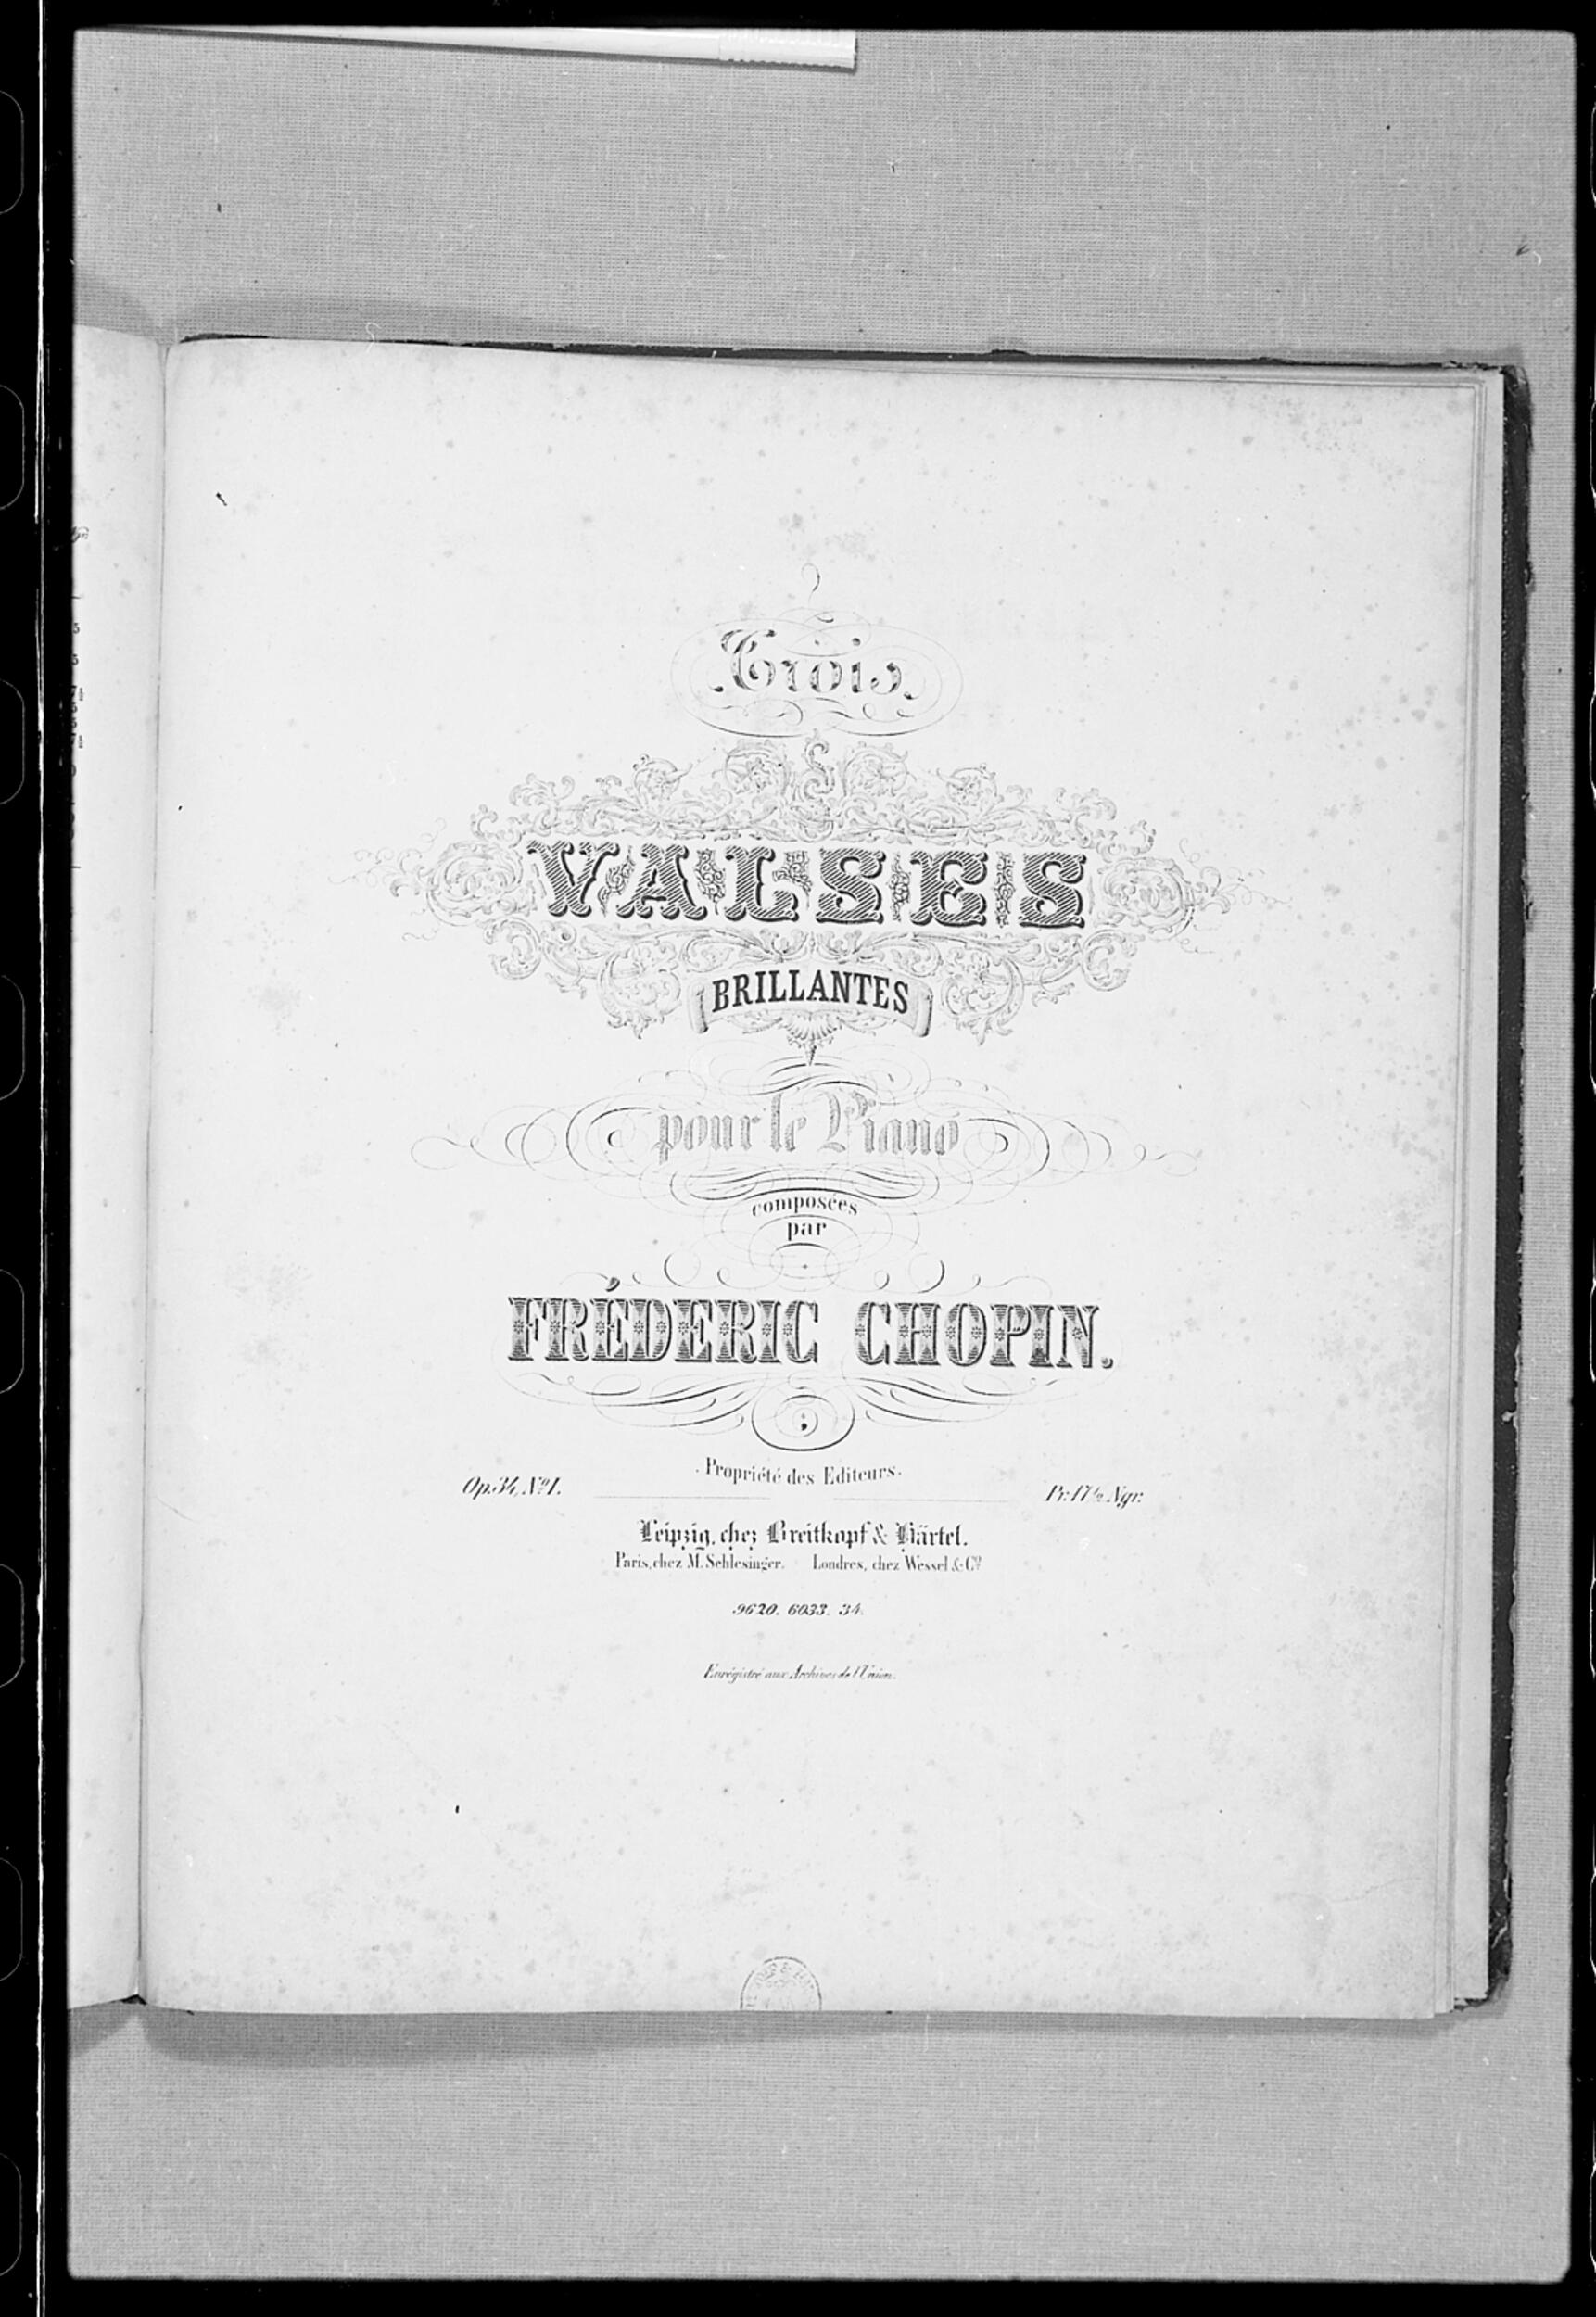 Trois
VALSES
BRILLANTES
pour le Piano
composées
par
FRÉDERIC CHOPIN.
Propriété des Editeurs.
Op.34, Nº 1. Pr. 17½ Ngr.
Leipzig, chez Breitkopf & Härtel.
Paris, chez M. Schlesinger. Londres, chez Wessel & Cº
9620. 6033. 34.
Enrégistré aux Archives de l'Union.